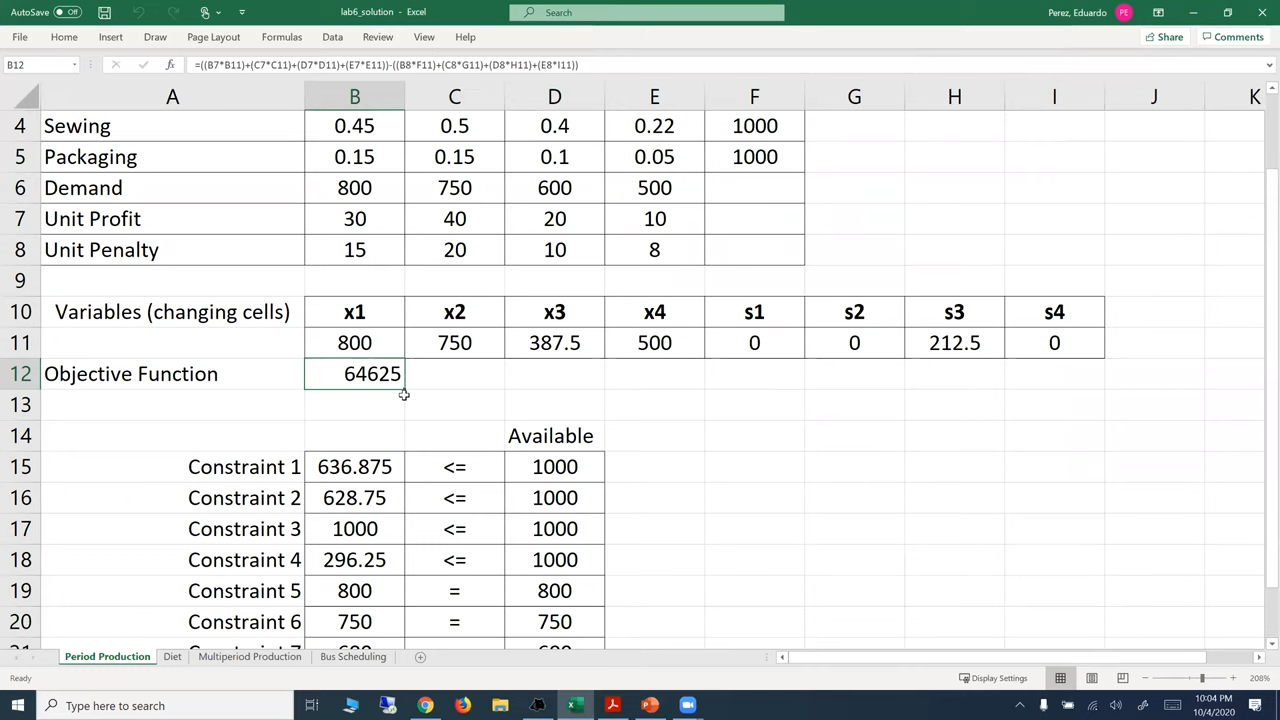 AutoSave Off lab6_solution - Excel Search Perez, Eduardo PE
File Home Insert Draw Page Layout Formulas Data Review View Help Share Comments
B12 fx =((B7*B11)+(C7*C11)+(D7*D11)+(E7*E11))-((B8*F11)+(C8*G11)+(D8*H11)+(E8*I11))
A B C D E F G H I J K
4 Sewing 0.45 0.5 0.4 0.22 1000
5 Packaging 0.15 0.15 0.1 0.05 1000
6 Demand 800 750 600 500
7 Unit Profit 30 40 20 10
8 Unit Penalty 15 20 10 8
9
10 Variables (changing cells) x1 x2 x3 x4 s1 s2 s3 s4
11 800 750 387.5 500 0 0 212.5 0
12 Objective Function 64625
13
14 Available
15 Constraint 1 636.875 <= 1000
16 Constraint 2 628.75 <= 1000
17 Constraint 3 1000 <= 1000
18 Constraint 4 296.25 <= 1000
19 Constraint 5 800 = 800
20 Constraint 6 750 = 750
Period Production Diet Multiperiod Production Bus Scheduling
Ready Display Settings 208%
Type here to search 10:04 PM
10/4/2020